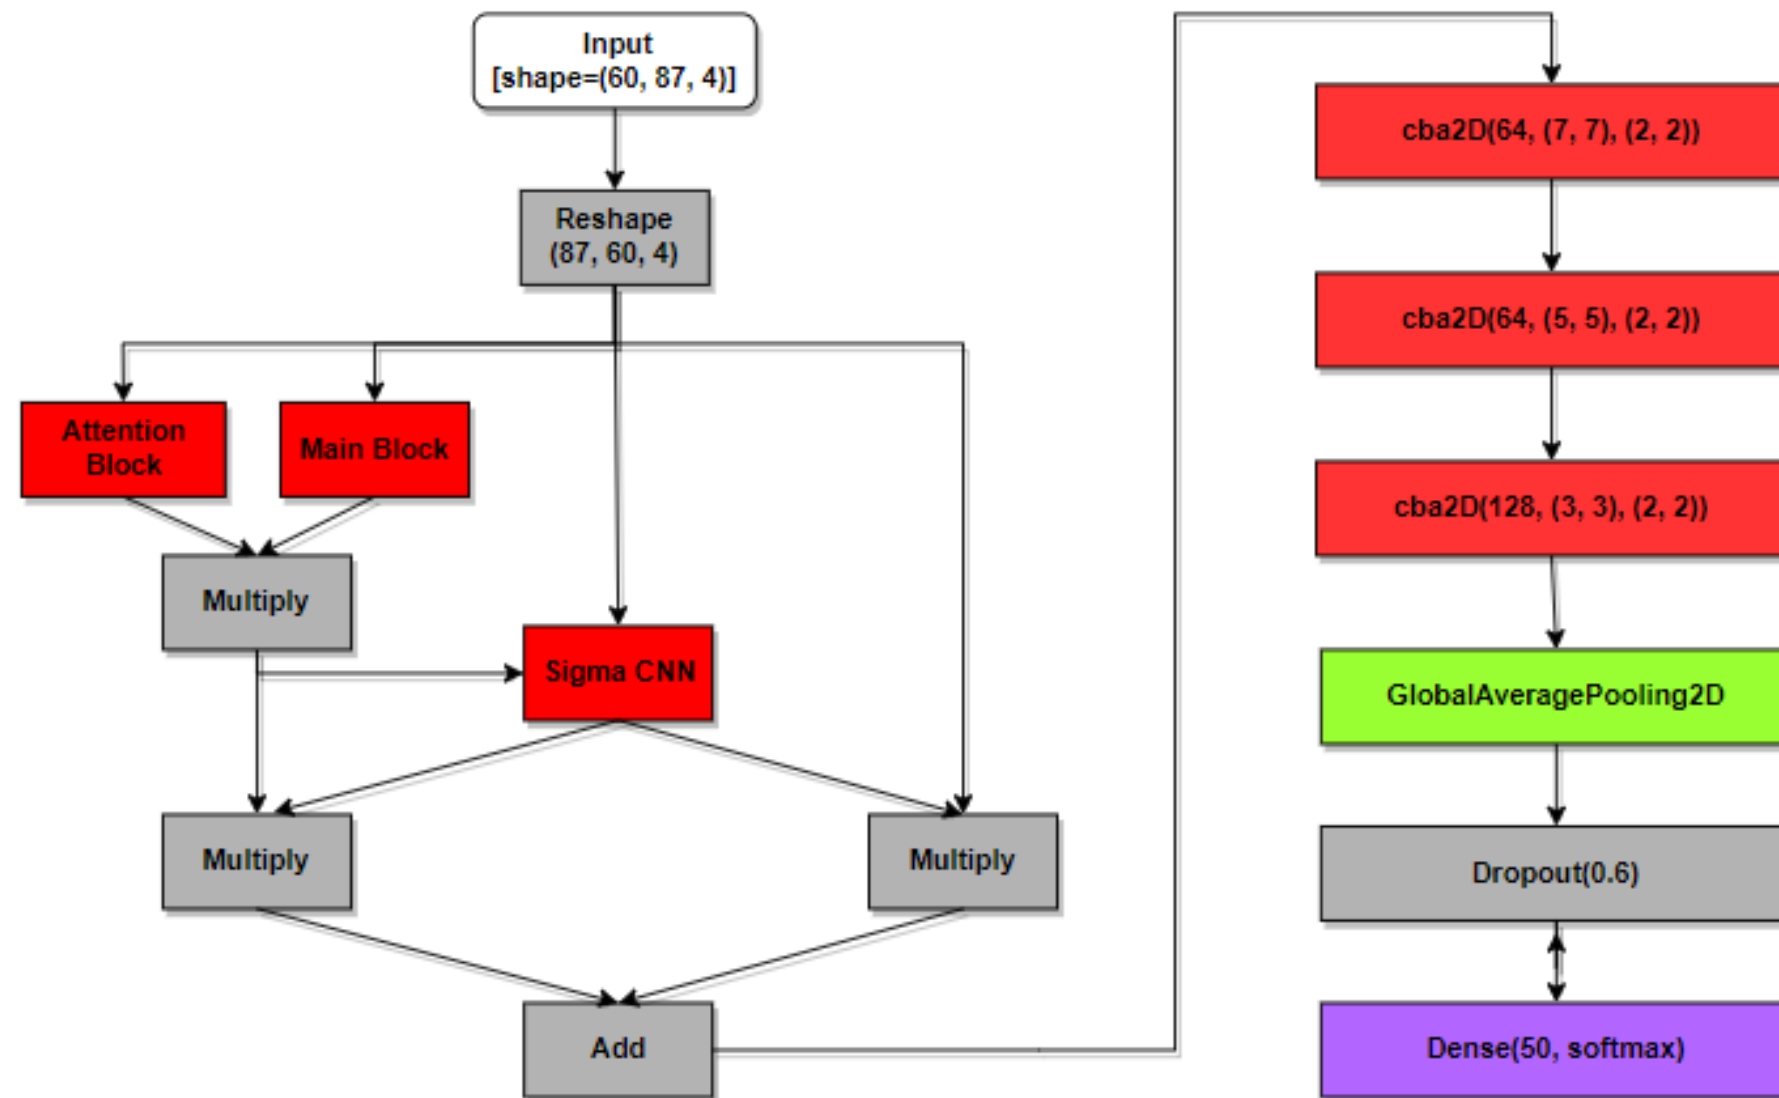 Input
[shape=(60, 87, 4)]
Reshape
(87, 60, 4)
Attention
Block
Main Block
Multiply
Sigma CNN
Multiply
Multiply
Add
cba2D(64, (7, 7), (2, 2))
cba2D(64, (5, 5), (2, 2))
cba2D(128, (3, 3), (2, 2))
GlobalAveragePooling2D
Dropout(0.6)
Dense(50, softmax)